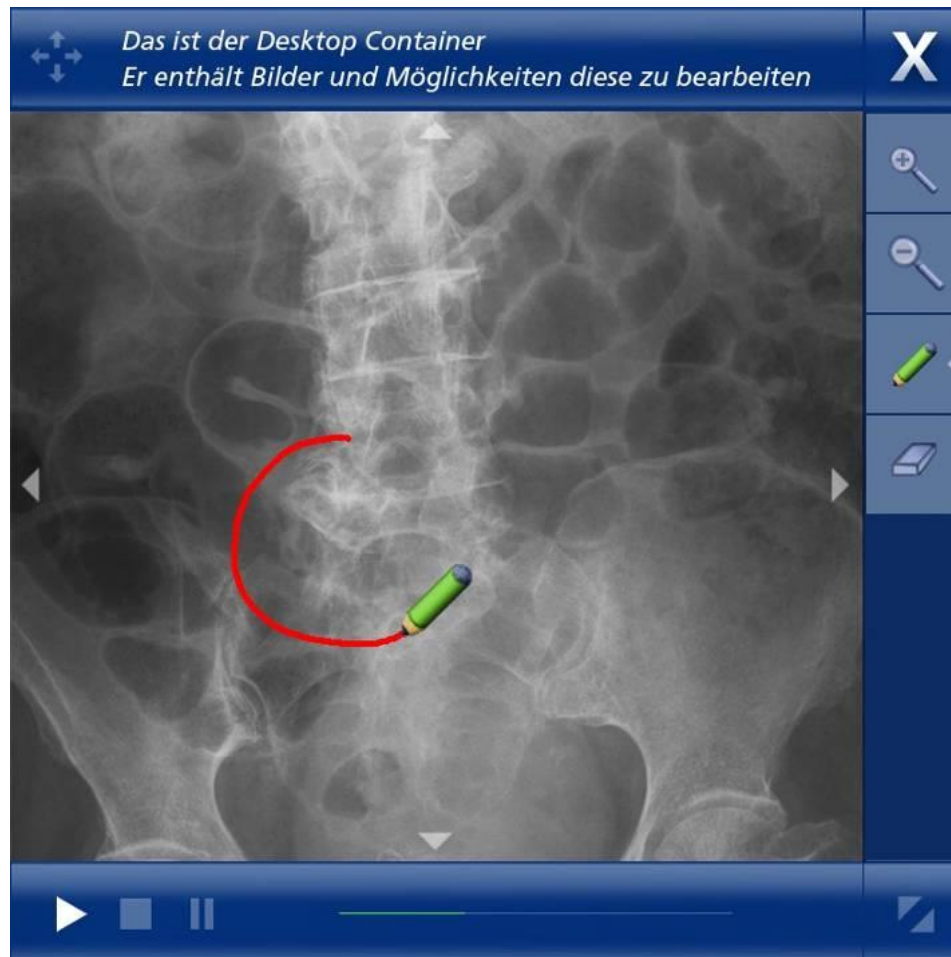 Das ist der Desktop Container
Er enthält Bilder und Möglichkeiten diese zu bearbeiten
X